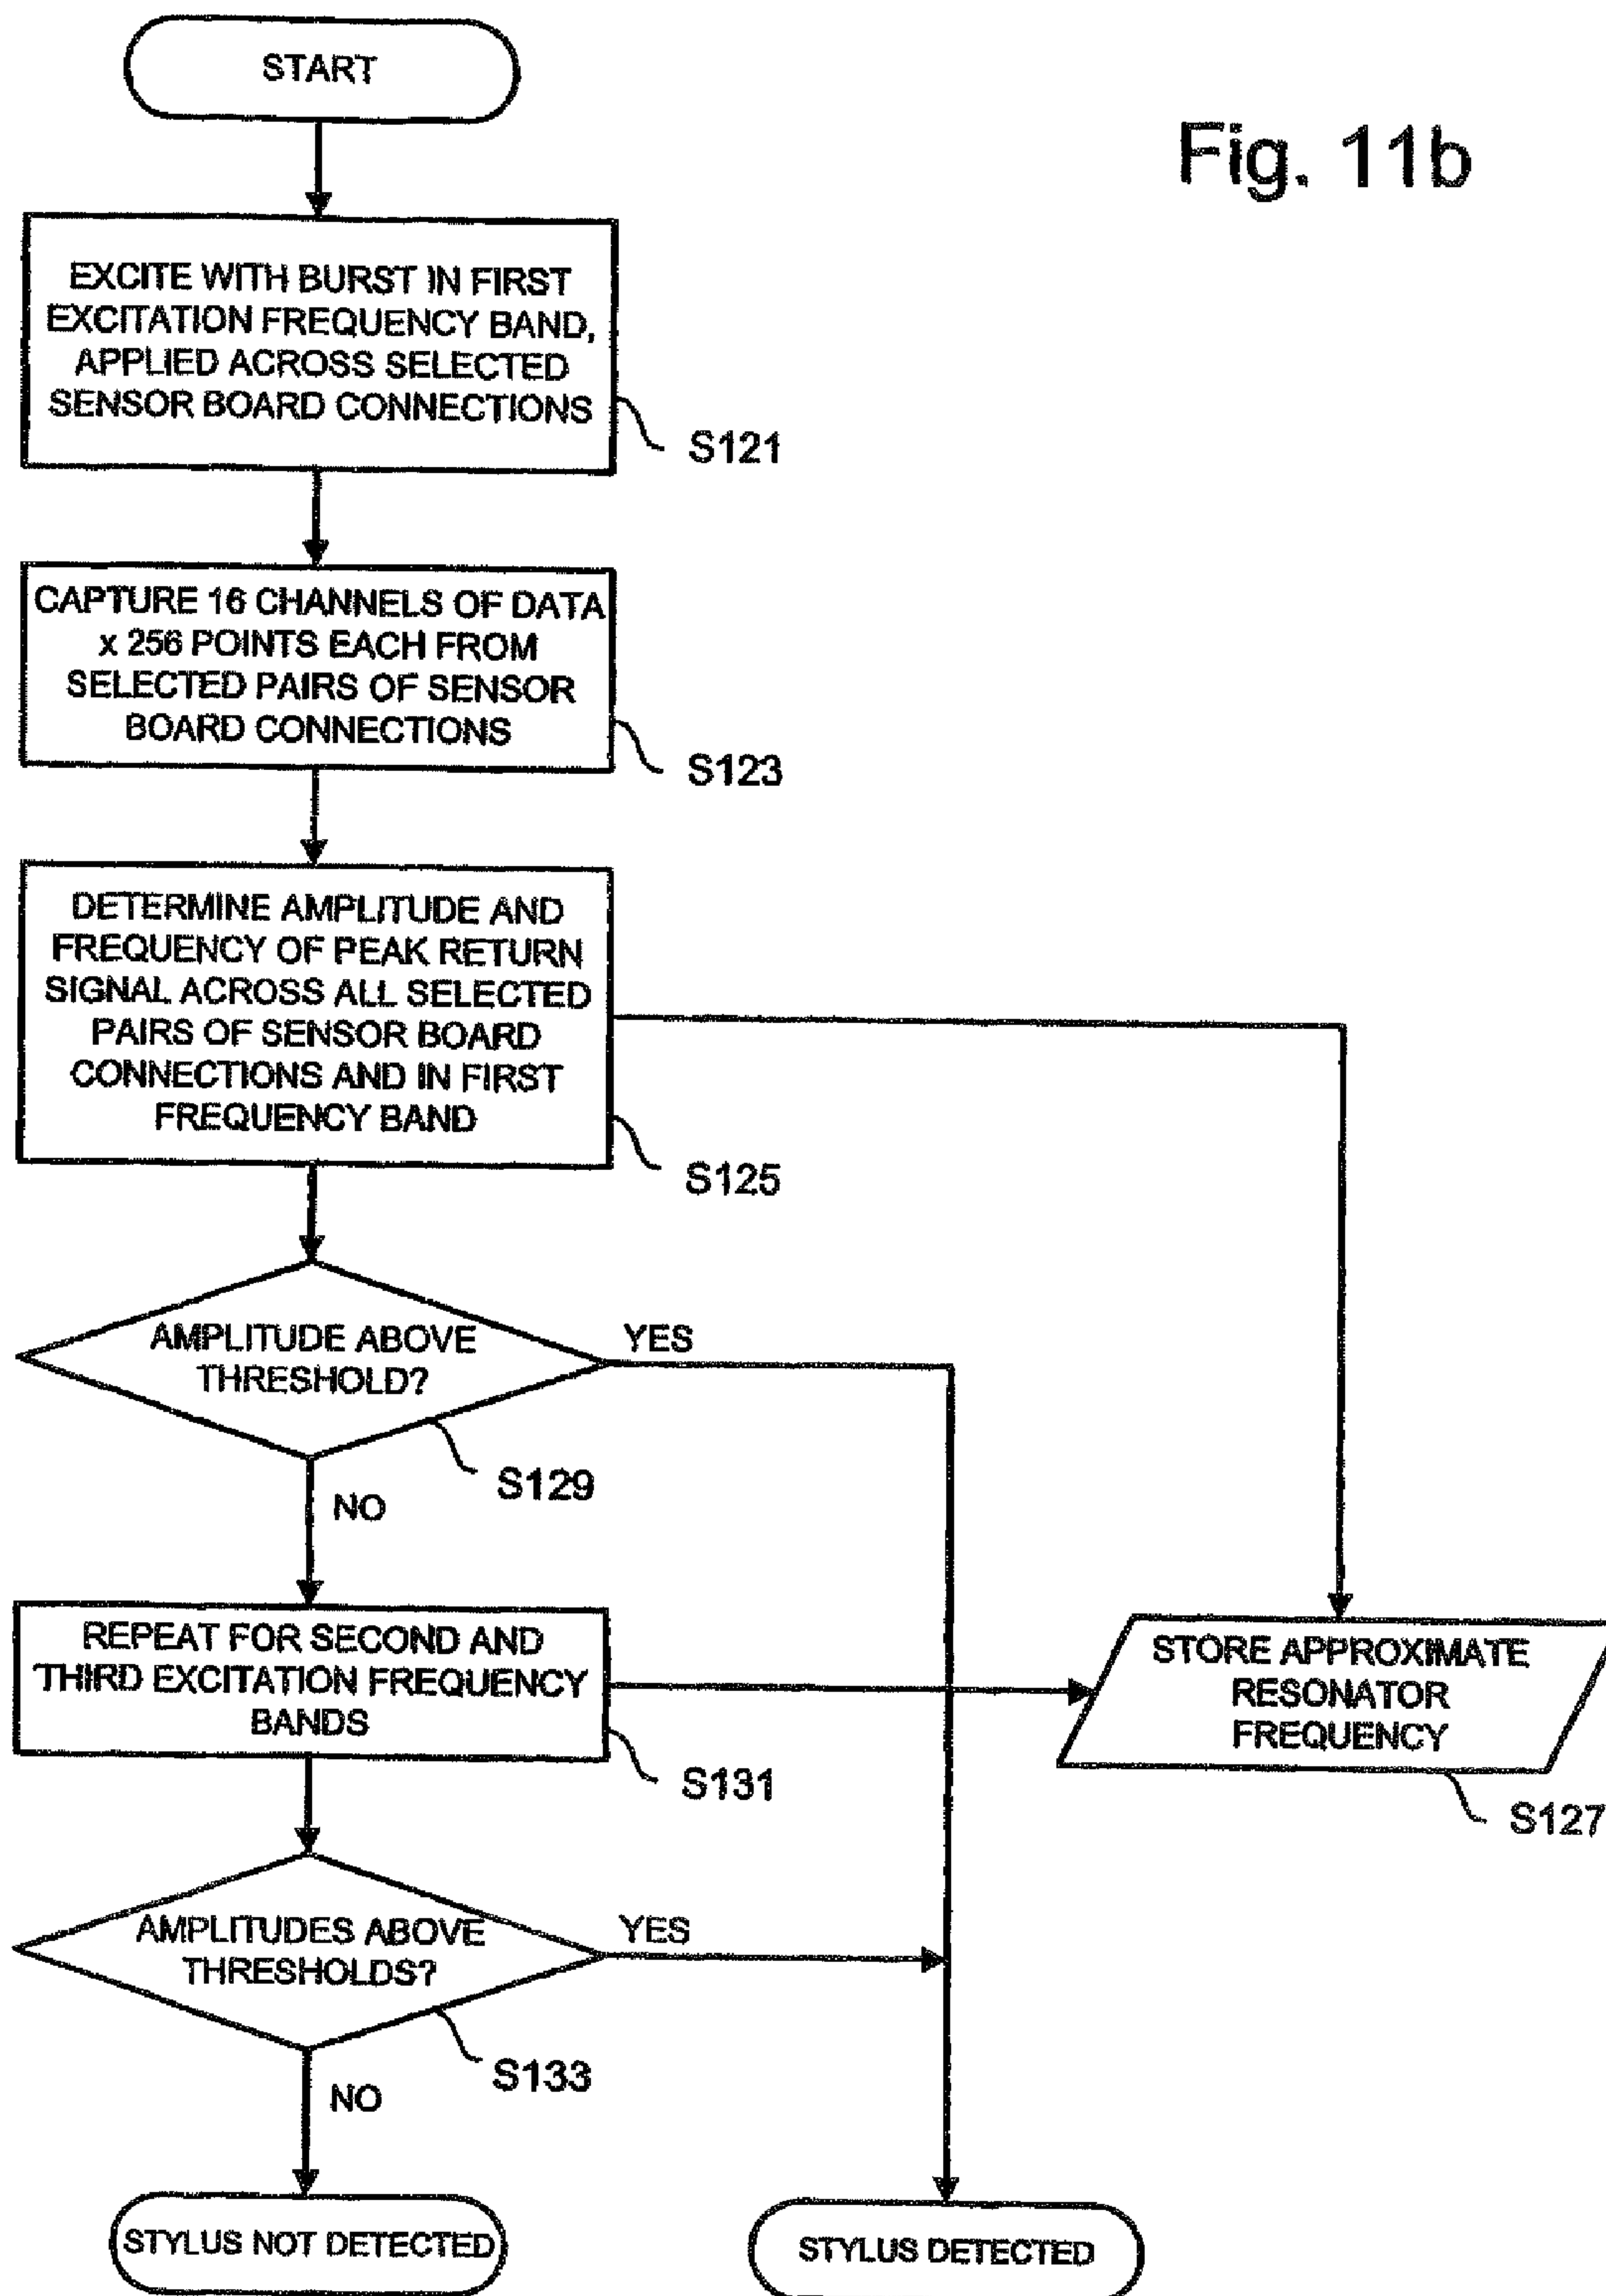 START
Fig. 11b
EXCITE WITH BURST IN FIRST
EXCITATION FREQUENCY BAND,
APPLIED ACROSS SELECTED
SENSOR BOARD CONNECTIONS
S121
CAPTURE 16 CHANNELS OF DATA
x 256 POINTS EACH FROM
SELECTED PAIRS OF SENSOR
BOARD CONNECTIONS
S123
DETERMINE AMPLITUDE AND
FREQUENCY OF PEAK RETURN
SIGNAL ACROSS ALL SELECTED
PAIRS OF SENSOR BOARD
CONNECTIONS AND IN FIRST
FREQUENCY BAND
S125
AMPLITUDE ABOVE
THRESHOLD?
YES
S129
NO
REPEAT FOR SECOND AND
THIRD EXCITATION FREQUENCY
BANDS
S131
STORE APPROXIMATE
RESONATOR
FREQUENCY
S127
AMPLITUDES ABOVE
THRESHOLDS?
YES
S133
NO
STYLUS NOT DETECTED
STYLUS DETECTED